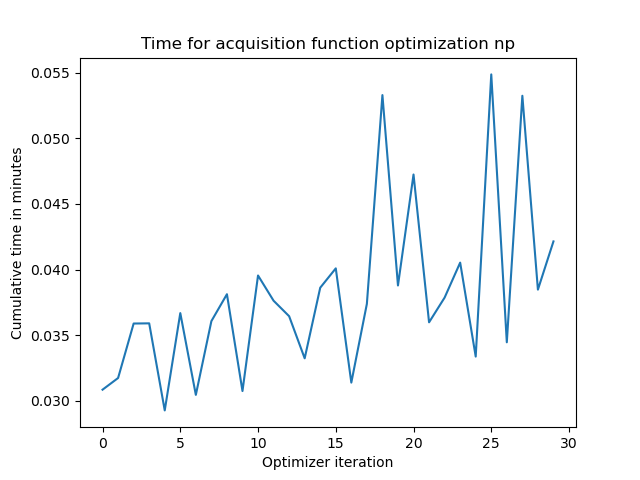 Time for acquisition function optimization np
0.055
0.050
0.045
0.040
0.035
0.030
Cumulative time in minutes
0 5 10 15 20 25 30
Optimizer iteration